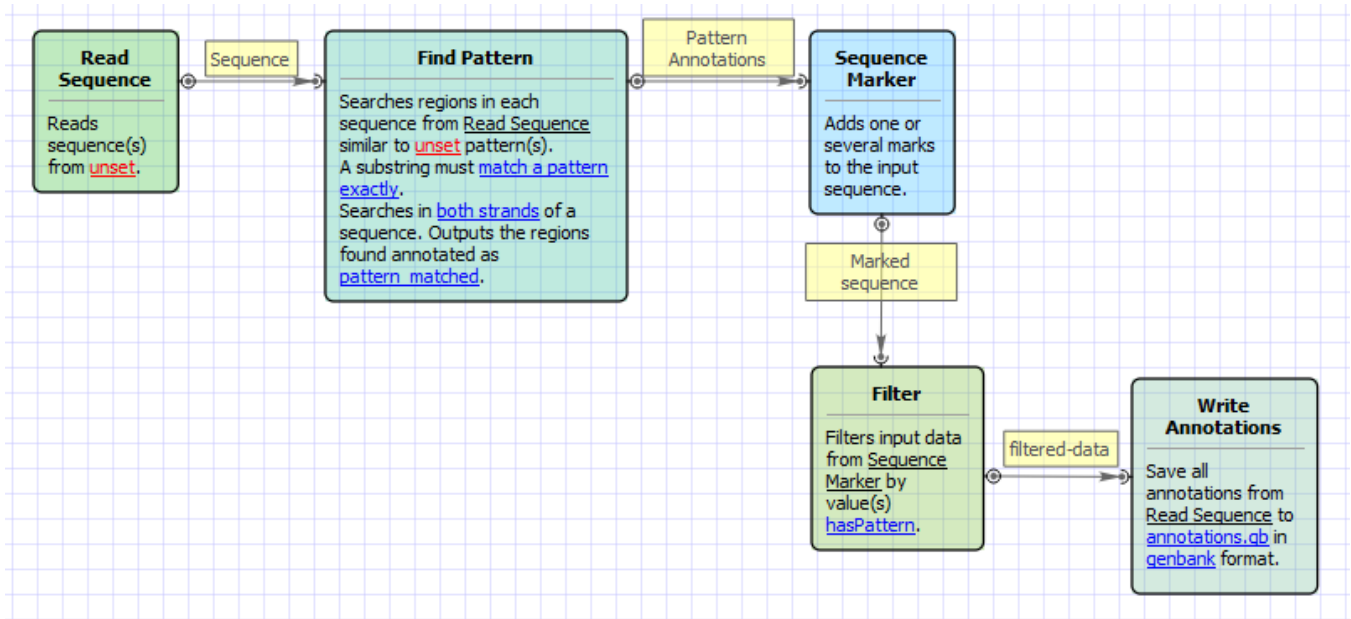 Read
Sequence
Reads
sequence(s)
from unset.
Sequence
Find Pattern
Searches regions in each
sequence from Read Sequence
similar to unset pattern(s).
A substring must match a pattern
exactly.
Searches in both strands of a
sequence. Outputs the regions
found annotated as
pattern_matched.
Pattern
Annotations
Sequence
Marker
Adds one or
several marks
to the input
sequence.
Marked
sequence
Filter
Filters input data
from Sequence
Marker by
value(s)
hasPattern.
filtered-data
Write
Annotations
Save all
annotations from
Read Sequence to
annotations.gb in
genbank format.